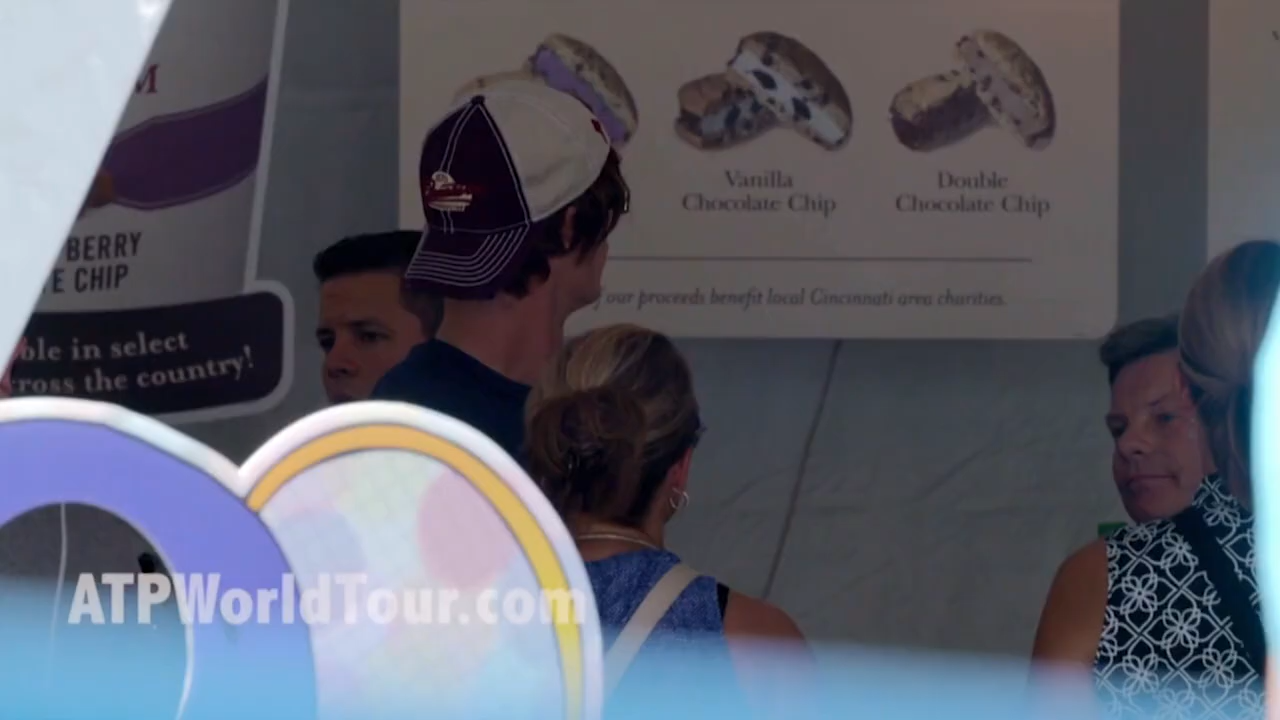 M
BERRY
E CHIP
ble in select
ross the country!
Vanilla
Chocolate Chip
Double
Chocolate Chip
our proceeds benefit local Cincinnati area charities.
ATPWorldTour.com